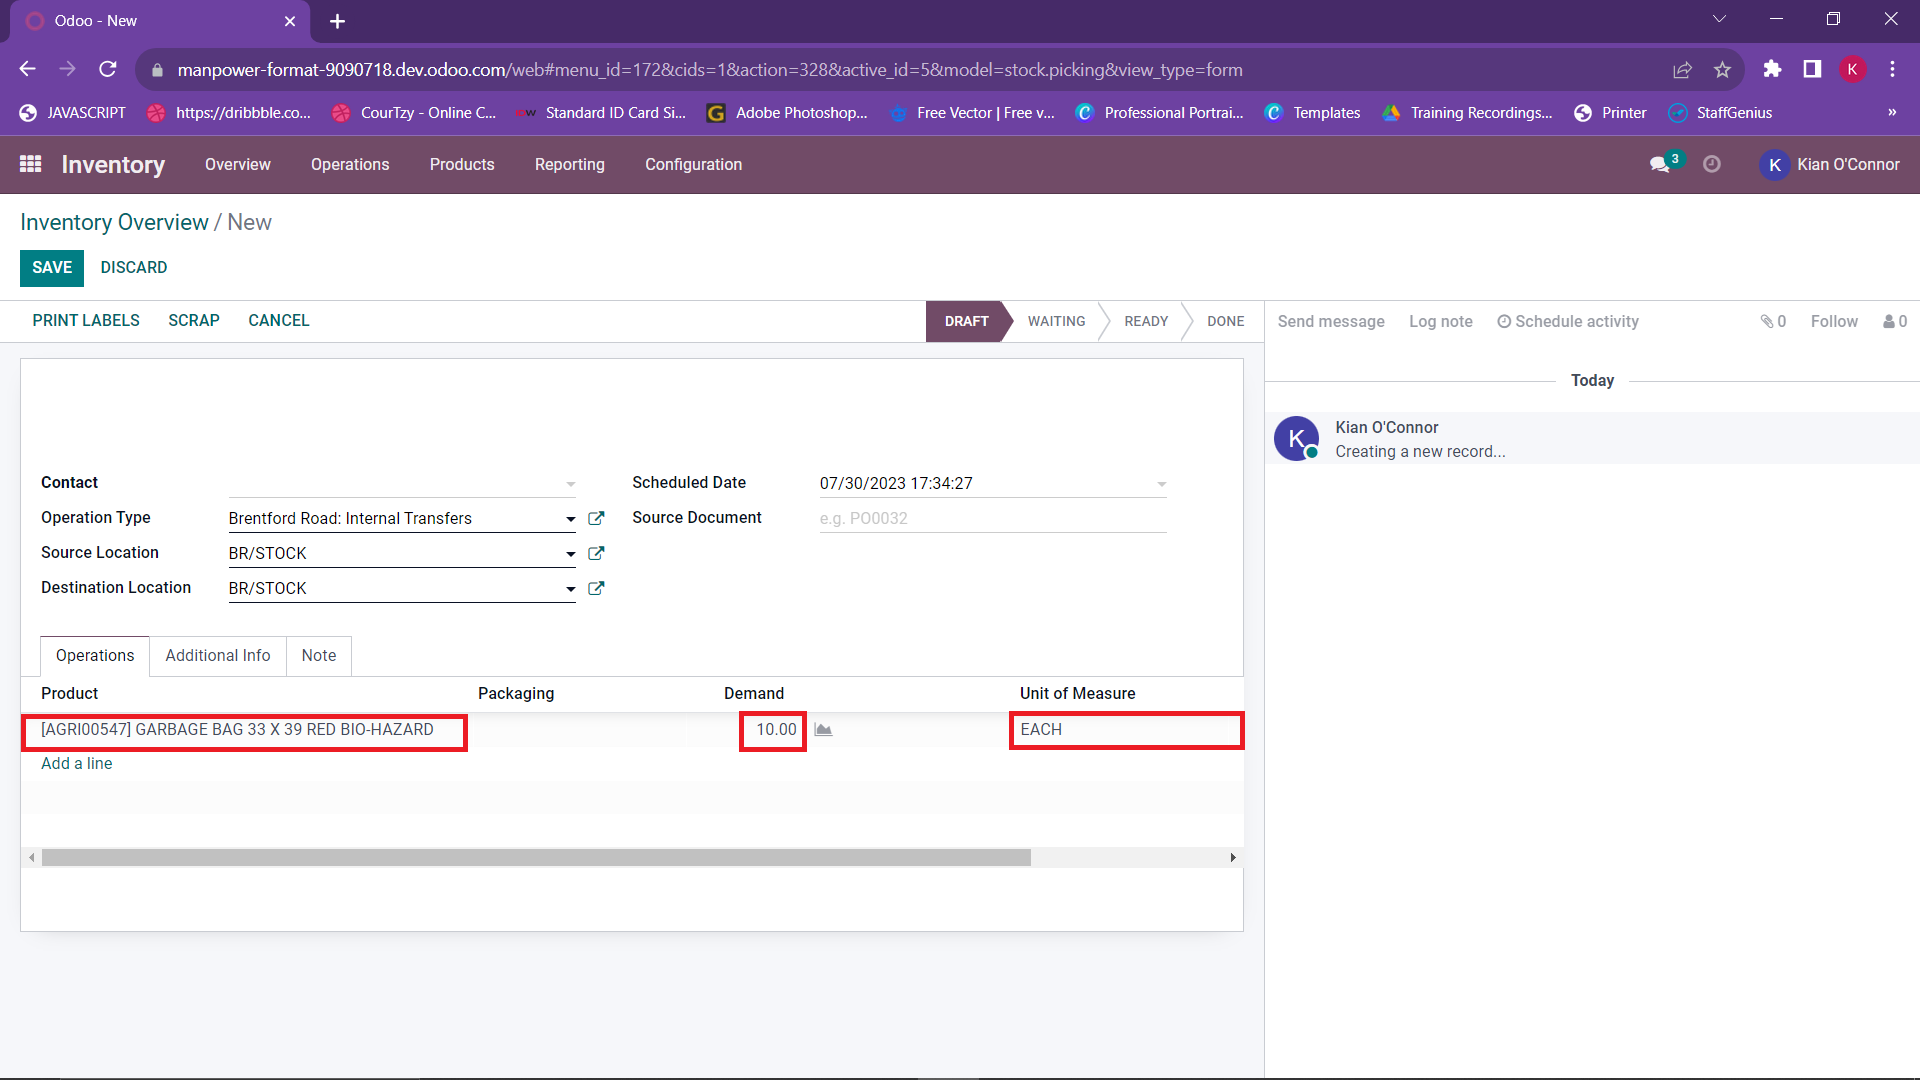 Odoo - New
manpower-format-9090718.dev.odoo.com/web#menu_id=172&cids=1&action=328&active_id=5&model=stock.picking&view_type=form
K
JAVASCRIPT https://dribbble.co... CourTzy - Online C... Standard ID Card Si... Adobe Photoshop... Free Vector | Free v... Professional Portrai... Templates Training Recordings... Printer StaffGenius »
Inventory Overview Operations Products Reporting Configuration 3 K Kian O'Connor
Inventory Overview / New
SAVE DISCARD
PRINT LABELS SCRAP CANCEL DRAFT WAITING READY DONE Send message Log note Schedule activity 0 Follow 0
Today
K Kian O'Connor
Creating a new record...
Contact Scheduled Date 07/30/2023 17:34:27
Operation Type Brentford Road: Internal Transfers Source Document e.g. PO0032
Source Location BR/STOCK
Destination Location BR/STOCK
Operations Additional Info Note
Product Packaging Demand Unit of Measure
[AGRI00547] GARBAGE BAG 33 X 39 RED BIO-HAZARD 10.00 EACH
Add a line